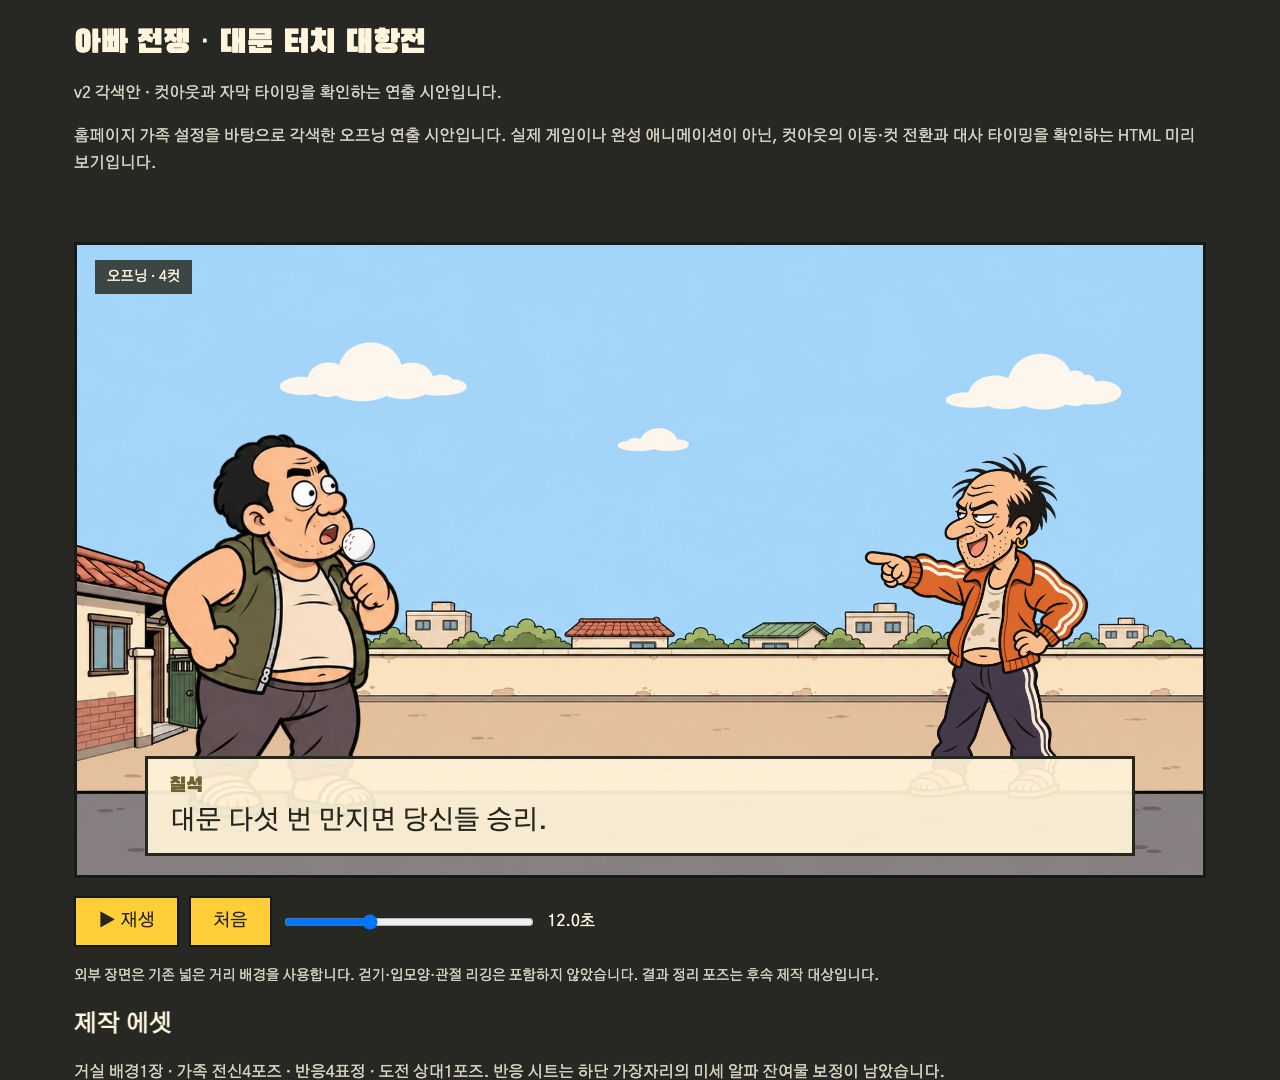 아빠 전쟁 · 대문 터치 대항전
v2 각색안 · 컷아웃과 자막 타이밍을 확인하는 연출 시안입니다.
홈페이지 가족 설정을 바탕으로 각색한 오프닝 연출 시안입니다. 실제 게임이나 완성 애니메이션이 아닌, 컷아웃의 이동·컷 전환과 대사 타이밍을 확인하는 HTML 미리
보기입니다.
오프닝 · 4컷
칠석
대문 다섯 번 만지면 당신들 승리.
▶ 재생
처음
12.0초
외부 장면은 기존 넓은 거리 배경을 사용합니다. 걷기·입모양·관절 리깅은 포함하지 않았습니다. 결과 정리 포즈는 후속 제작 대상입니다.
제작 에셋
거실 배경1장 · 가족 전신4포즈 · 반응4표정 · 도전 상대1포즈. 반응 시트는 하단 가장자리의 미세 알파 잔여물 보정이 남았습니다.